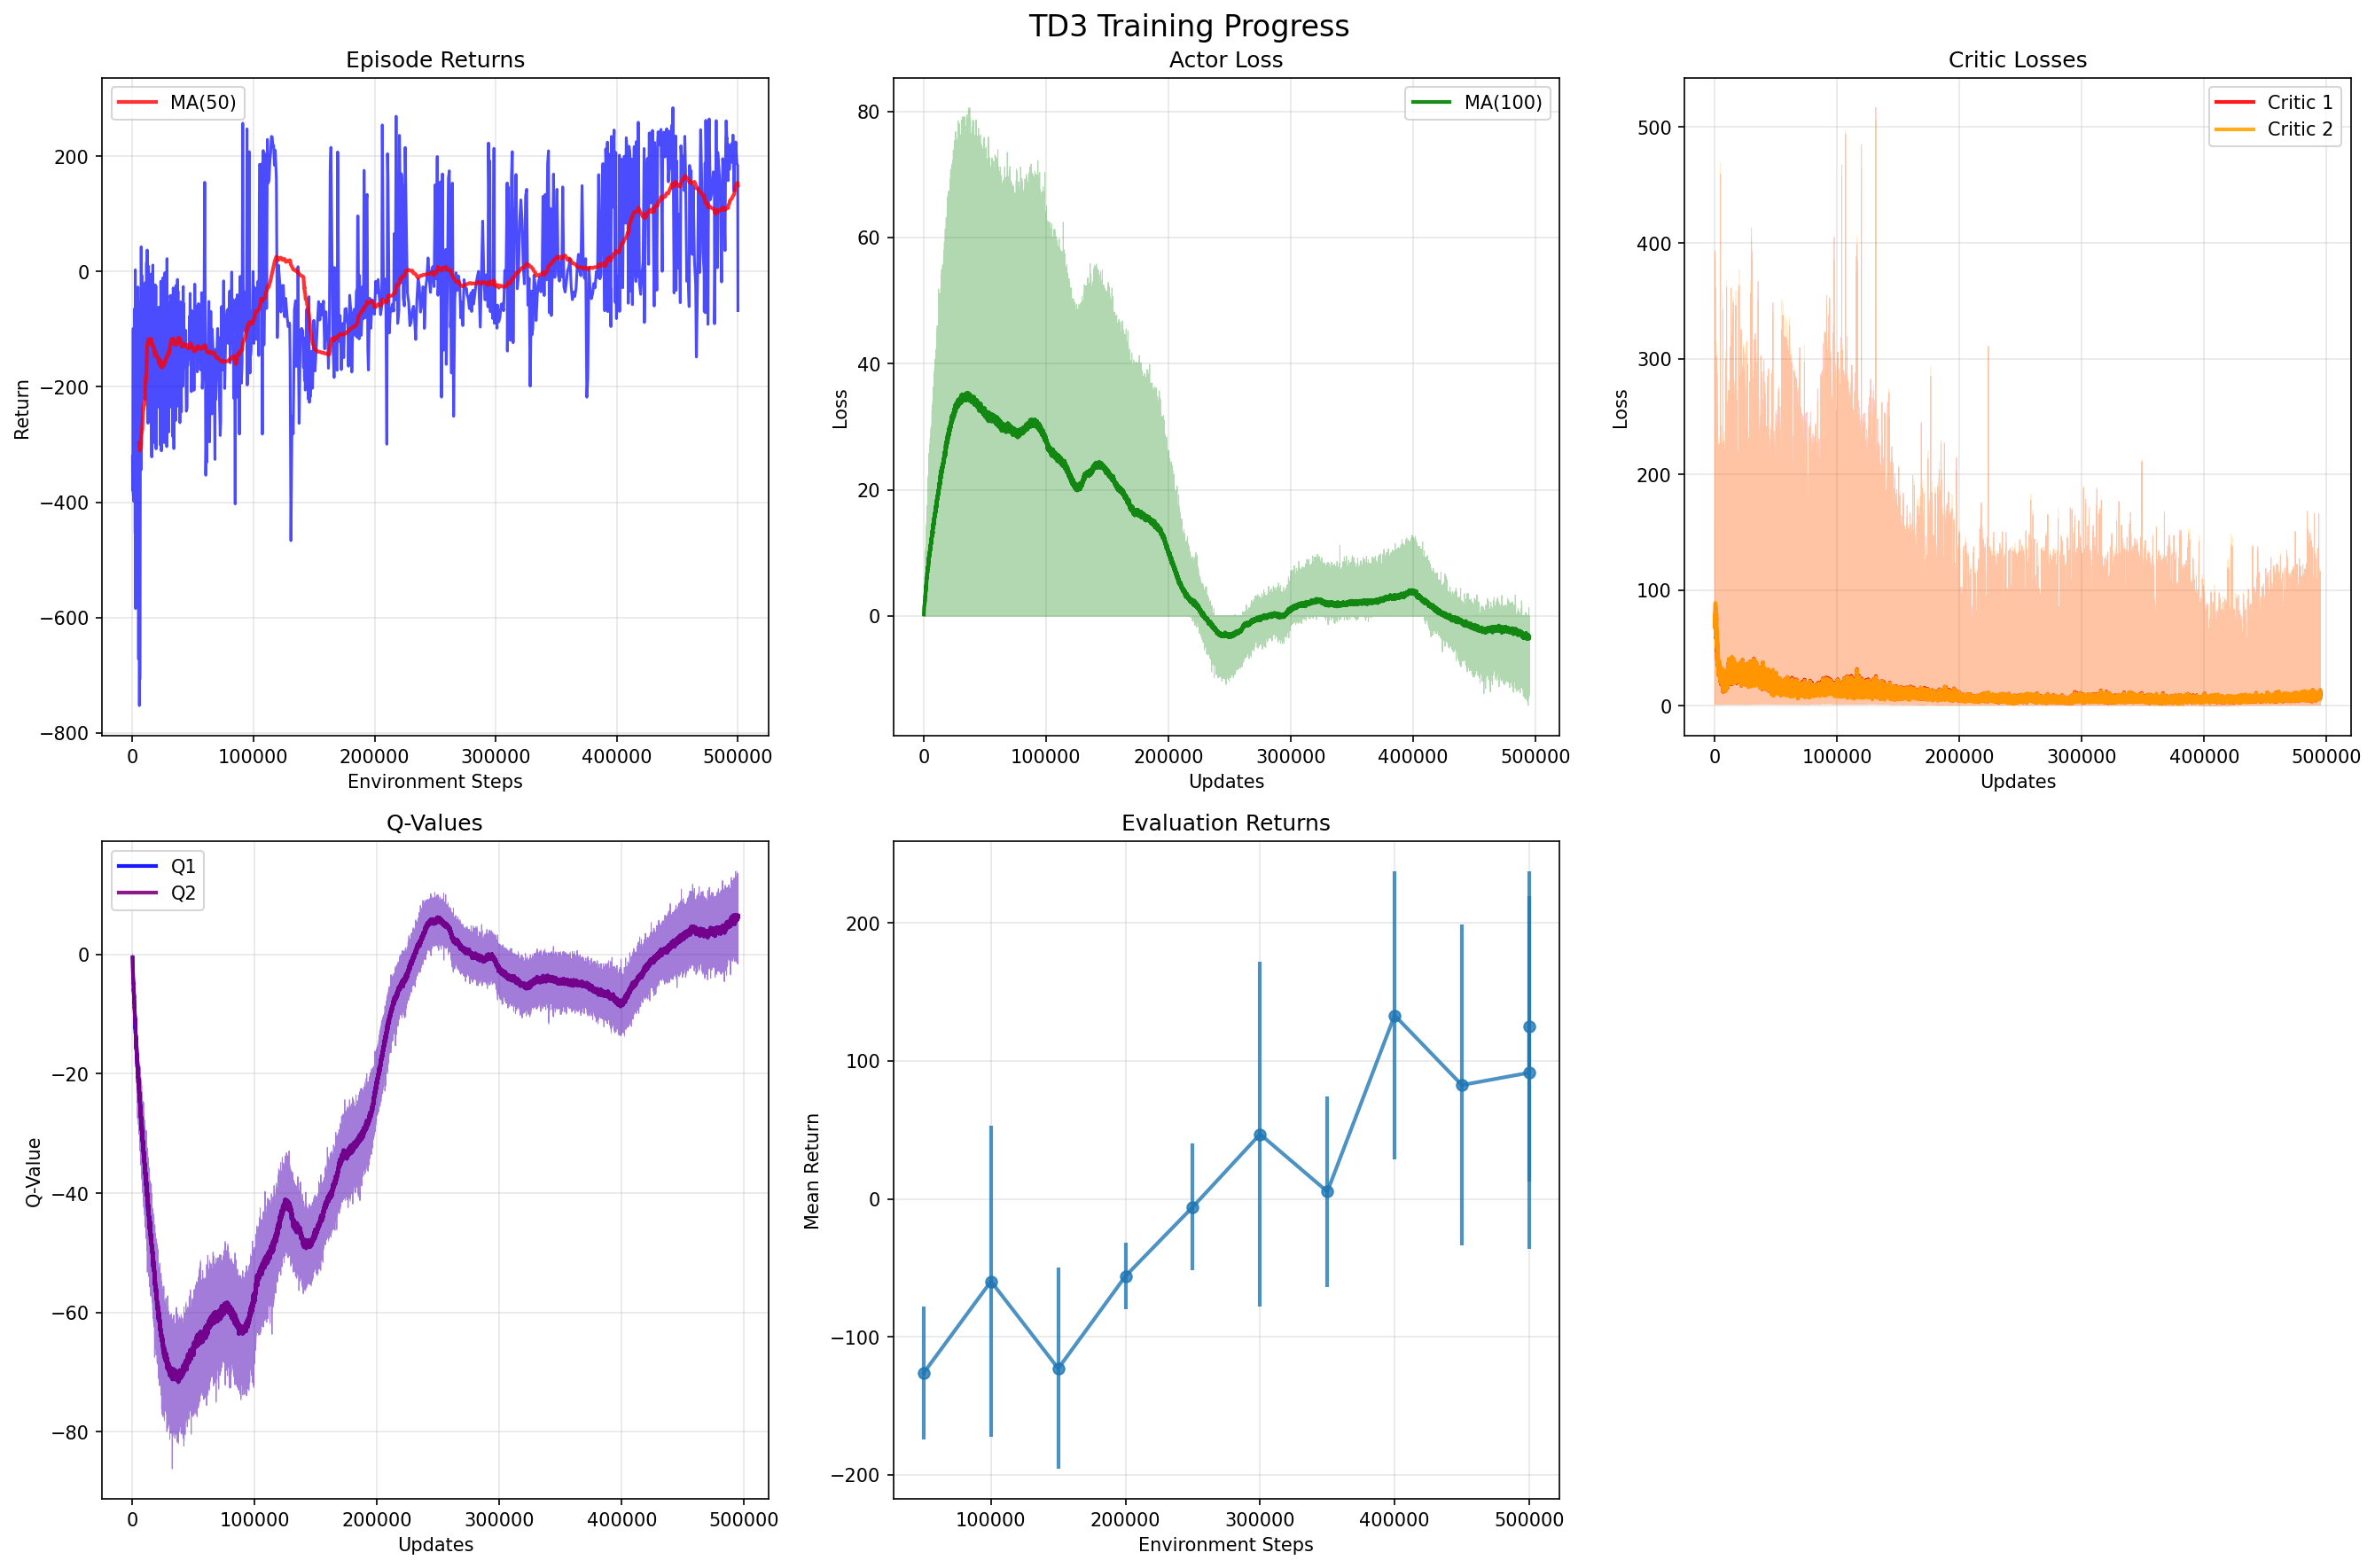 TD3 Training Progress
Episode Returns
MA(50)
200
0
−200
−400
−600
−800
Return
0
100000
200000
300000
400000
500000
Environment Steps
Actor Loss
MA(100)
80
60
40
20
0
Loss
0
100000
200000
300000
400000
500000
Updates
Critic Losses
Critic 1
Critic 2
500
400
300
200
100
0
Loss
0
100000
200000
300000
400000
500000
Updates
Q-Values
Q1
Q2
0
−20
−40
−60
−80
Q-Value
0
100000
200000
300000
400000
500000
Updates
Evaluation Returns
200
100
0
−100
−200
Mean Return
100000
200000
300000
400000
500000
Environment Steps